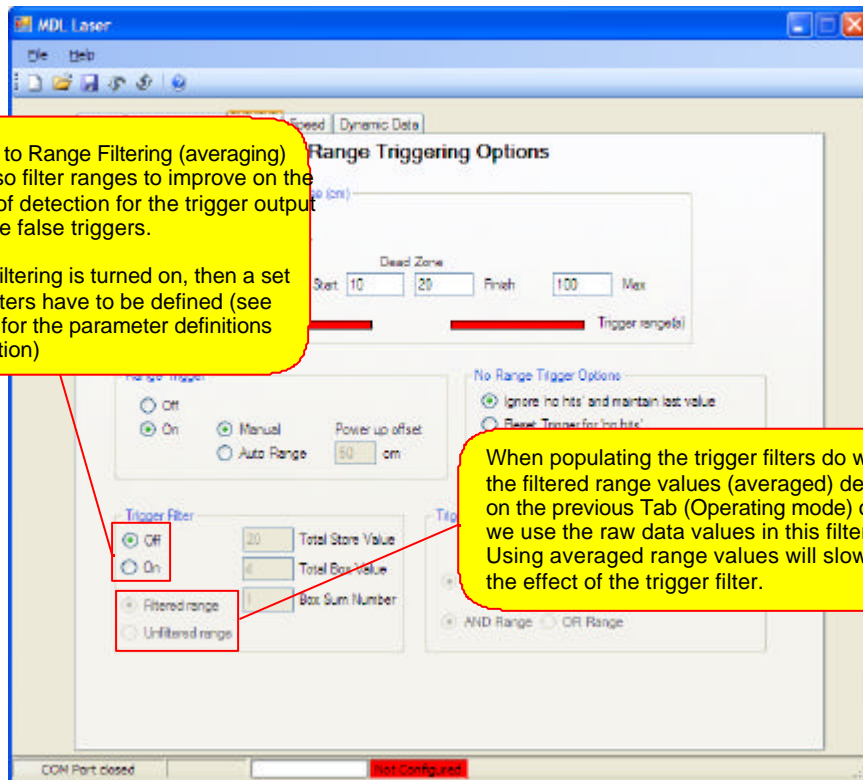 MDL Laser
File Help
Speed Dynamic Data
to Range Filtering (averaging)
so filter ranges to improve on the
of detection for the trigger output
e false triggers.
iltering is turned on, then a set
ters have to be defined (see
for the parameter definitions
tion)
Range Triggering Options
(cm)
Dead Zone
Start 10 20 Finish 100 Max
Trigger range(s)
Range Trigger
Off
On Manual Power up offset
Auto Range 50 cm
No Range Trigger Options
Ignore 'no hits' and maintain last value
Reset Trigger for 'no hits'
When populating the trigger filters do w
the filtered range values (averaged) de
on the previous Tab (Operating mode) o
we use the raw data values in this filter
Using averaged range values will slow
the effect of the trigger filter.
Trigger Filter
Off 20 Total Store Value
On Total Box Value
Filtered range 1 Box Sum Number
Unfiltered range
Trig
AND Range OR Range
COM Port closed Not Configured